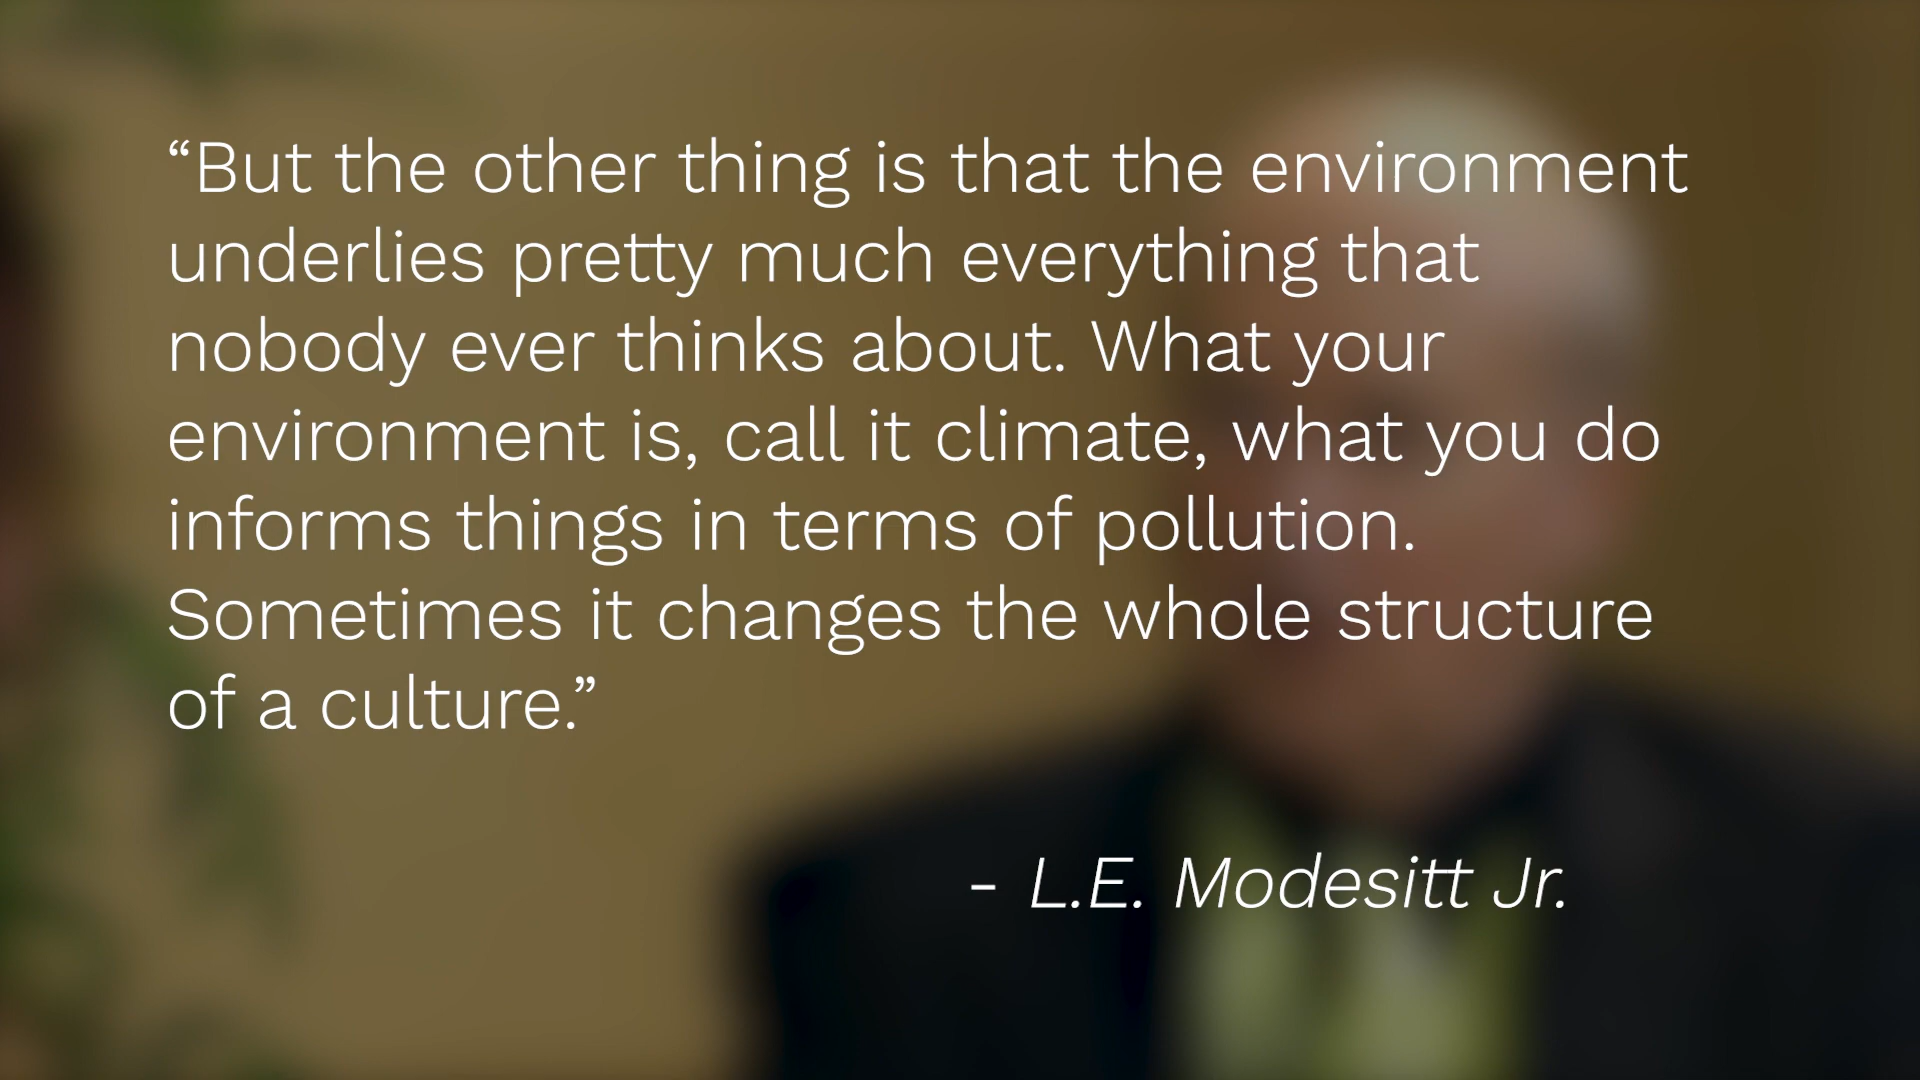 “But the other thing is that the environment
underlies pretty much everything that
nobody ever thinks about. What your
environment is, call it climate, what you do
informs things in terms of pollution.
Sometimes it changes the whole structure
of a culture.”
- L.E. Modesitt Jr.